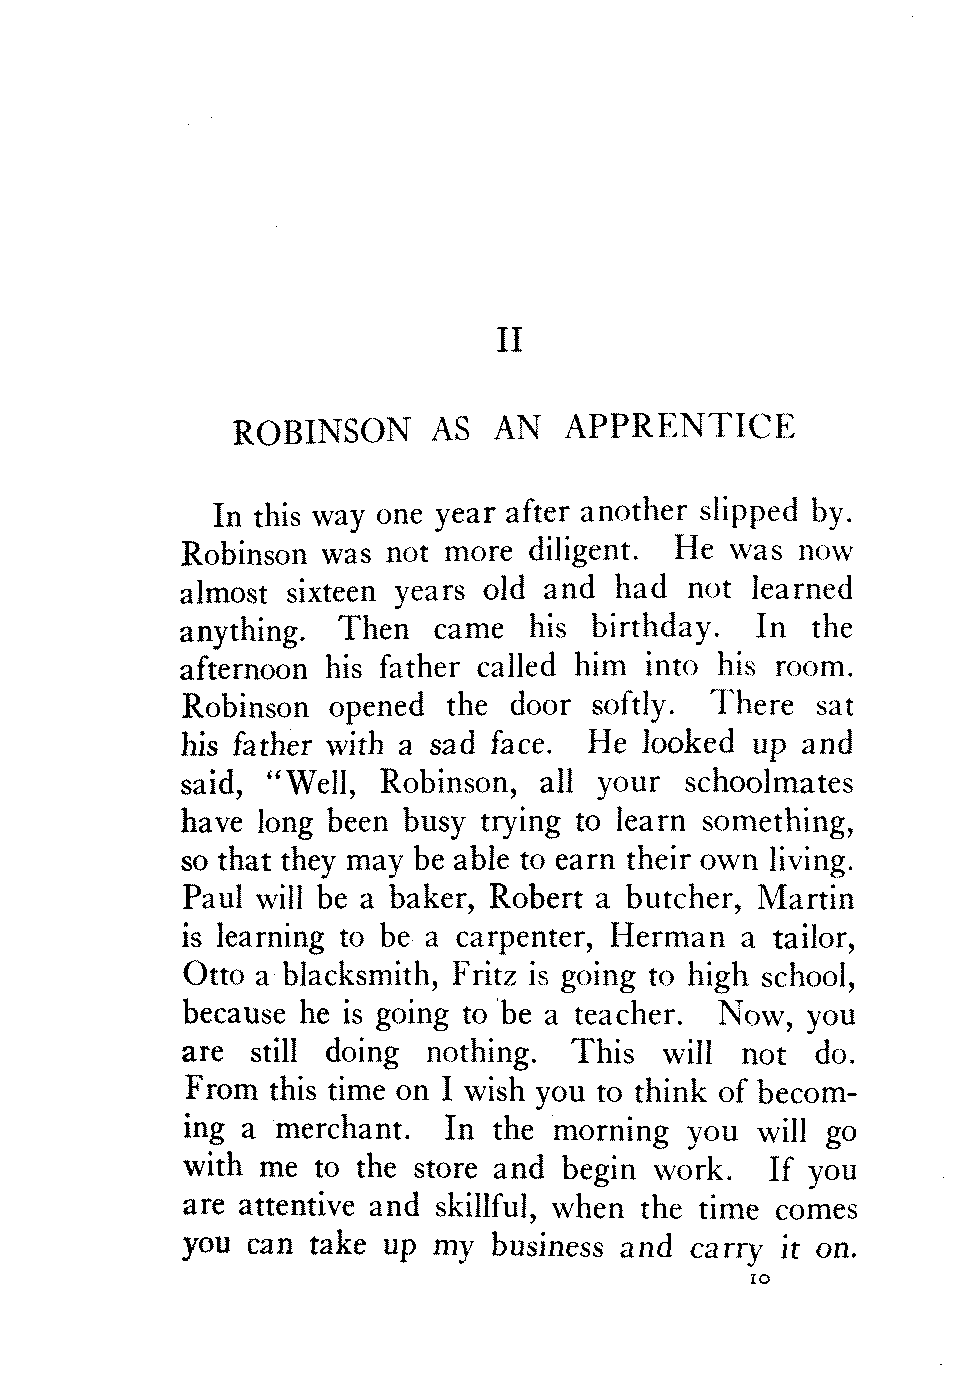 II
ROBINSON AS AN APPRENTICE
In this way one year after another slipped by.
Robinson was not more diligent. He was now
almost sixteen years old and had not learned
anything. Then came his birthday. In the
afternoon his father called him into his room.
Robinson opened the door softly. There sat
his father with a sad face. He looked up and
said, "Well, Robinson, all your schoolmates
have long been busy trying to learn something,
so that they may be able to earn their own living.
Paul will be a baker, Robert a butcher, Martin
is learning to be a carpenter, Herman a tailor,
Otto a blacksmith, Fritz is going to high school,
because he is going to be a teacher. Now, you
are still doing nothing. This will not do.
From this time on I wish you to think of becom-
ing a merchant. In the morning you will go
with me to the store and begin work. If you
are attentive and skillful, when the time comes
you can take up my business and carry it on.
10